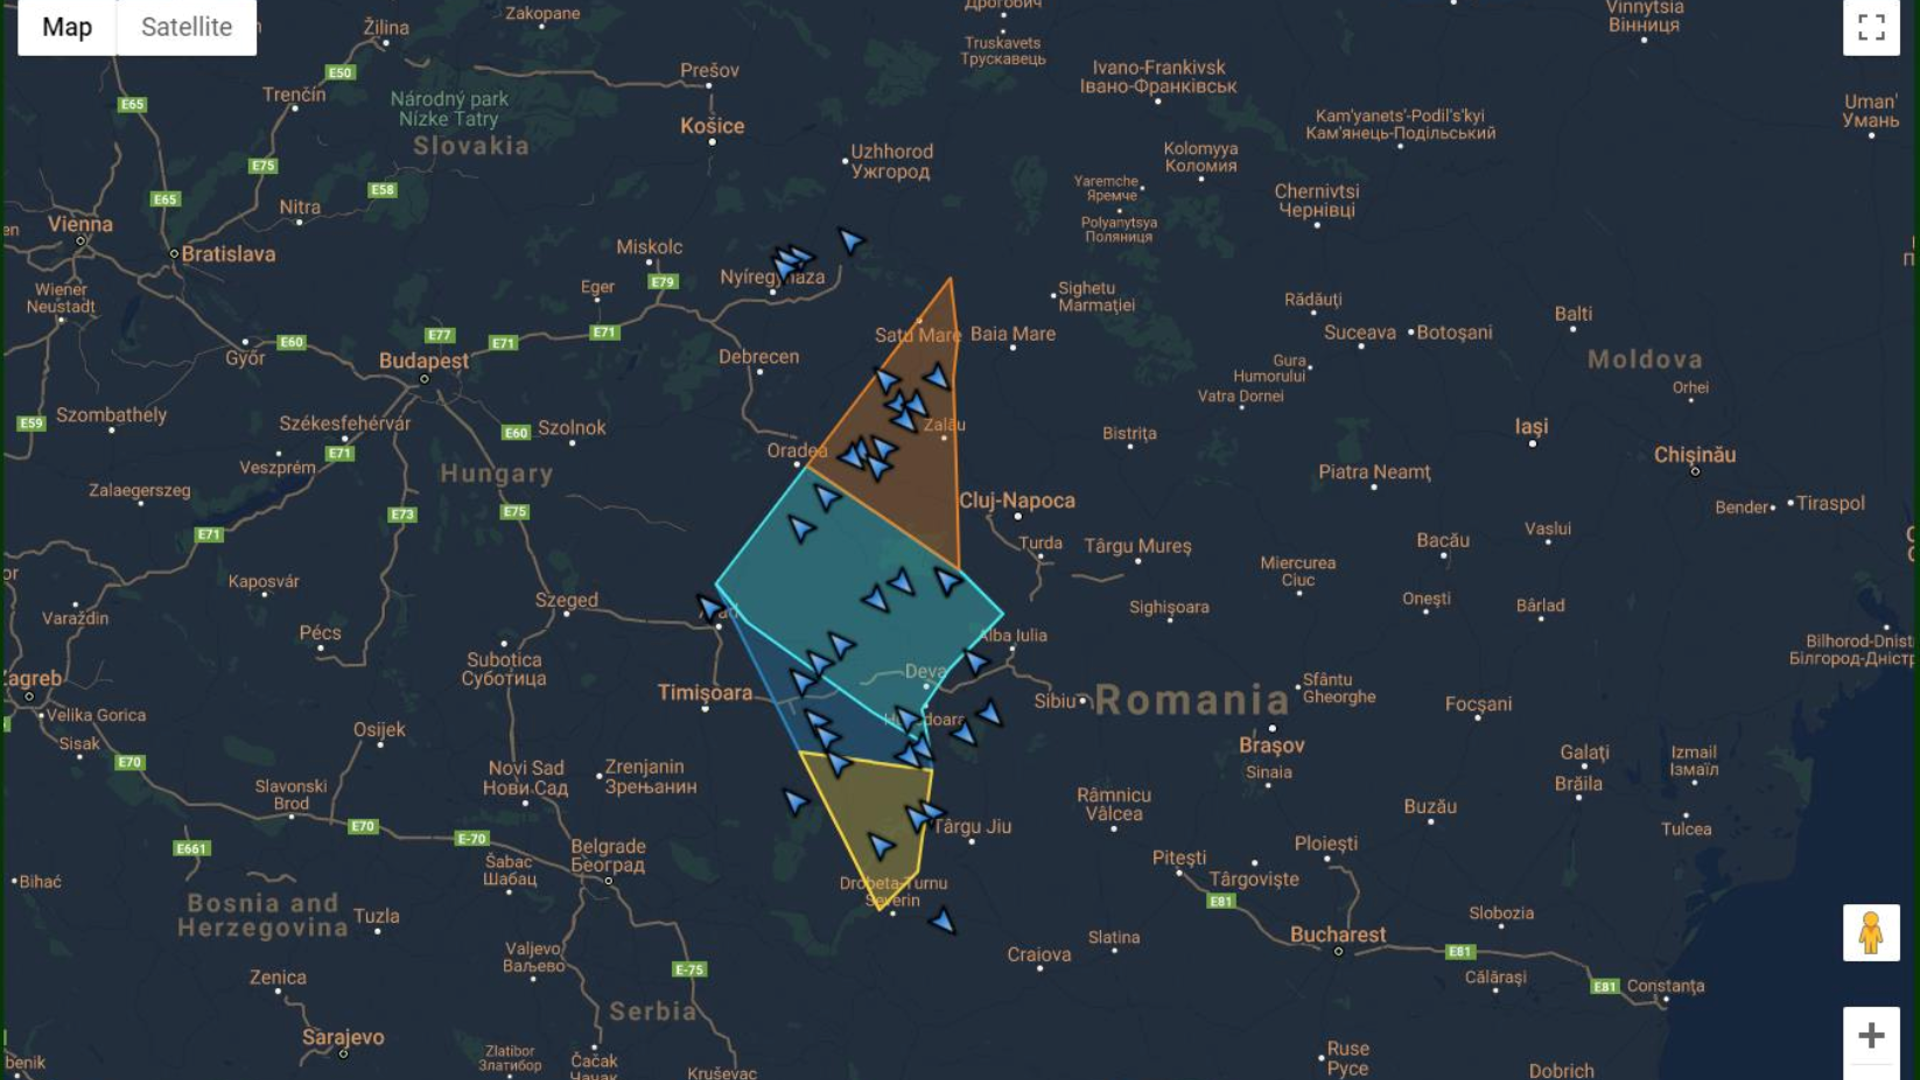 Map
Satellite
Zakopane
Дрогобич
Vinnytsia
Вінниця
Žilina
Truskavets
Трускавець
E50
Prešov
Ivano-Frankivsk
Івано-Франківськ
Trenčín
Národný park
Nízke Tatry
E65
Uman'
Умань
Košice
Kam'yanets'-Podil's'kyi
Кам'янець-Подільський
Slovakia
Uzhhorod
Ужгород
Kolomyya
Коломия
E75
E58
Yaremche
Яремче
Chernivtsi
Чернівці
E65
Nitra
Vienna
Polyanytsya
Поляниця
Bratislava
Miskolc
Nyíregyháza
E79
Wiener
Neustadt
Eger
Sighetu
Marmației
Rădăuți
Balti
E77
E71
E71
E60
Satu Mare
Baia Mare
Suceava
Botoșani
Győr
Budapest
Debrecen
Moldova
Gura
Humorului
Orhei
Vatra Dornei
Szombathely
E59
Székesfehérvár
E60
Szolnok
Zalău
Bistrița
Iași
E71
Oradea
Chișinău
Veszprém
Hungary
Piatra Neamț
Zalaegerszeg
Cluj-Napoca
E73
E75
Bender
Tiraspol
E71
Turda
Târgu Mureș
Bacău
Vaslui
Miercurea
Ciuc
Kaposvár
Szeged
Sighișoara
Onești
Bârlad
Varaždin
Pécs
Alba Iulia
Subotica
Суботица
Deva
Zagreb
Timișoara
Sibiu
Romania
Sfântu
Gheorghe
Focșani
Velika Gorica
Sisak
Osijek
Brașov
Galați
Izmail
Ізмаїл
E70
Novi Sad
Нови Сад
Zrenjanin
Зрењанин
Sinaia
Brăila
Slavonski
Brod
Râmnicu
Vâlcea
Buzău
E70
Târgu Jiu
Tulcea
E-70
E661
Belgrade
Београд
Ploiești
Pitești
Šabac
Шабац
Târgoviște
Bihać
Drobeta-Turnu
Severin
E81
Bosnia and
Herzegovina
Tuzla
Slobozia
Bucharest
Slatina
E81
Valjevo
Ваљево
Craiova
E-75
Zenica
Călărași
E81
Constanța
Serbia
Sarajevo
Zlatibor
Златибор
Čačak
Чачак
Kruševac
Ruse
Русе
Dobrich